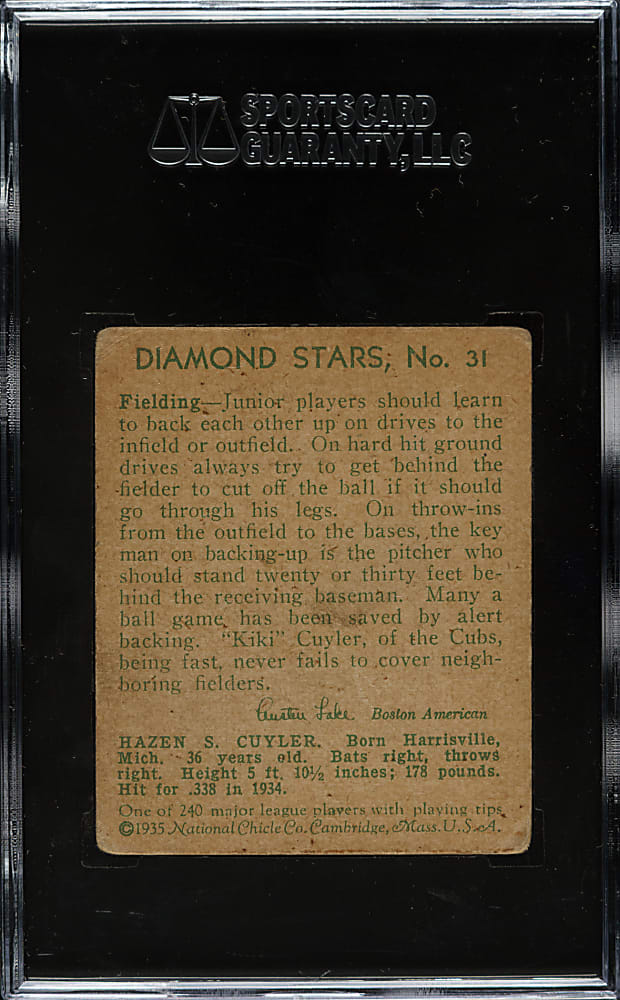 SPORTSCARD
GUARANTY, LLC
DIAMOND STARS, No. 31
Fielding—Junior players should learn
to back each other up on drives to the
infield or outfield. On hard hit ground
drives always try to get behind the
fielder to cut off the ball if it should
go through his legs. On throw-ins
from the outfield to the bases, the key
man on backing-up is the pitcher who
should stand twenty or thirty feet be-
hind the receiving baseman. Many a
ball game has been saved by alert
backing. "Kiki" Cuyler, of the Cubs,
being fast, never fails to cover neigh-
boring fielders.
Austen Lake Boston American
HAZEN S. CUYLER. Born Harrisville,
Mich. 36 years old. Bats right, throws
right. Height 5 ft. 10½ inches; 178 pounds.
Hit for .338 in 1934.
One of 240 major league players with playing tips
©1935 National Chicle Co. Cambridge, Mass. U.S.A.